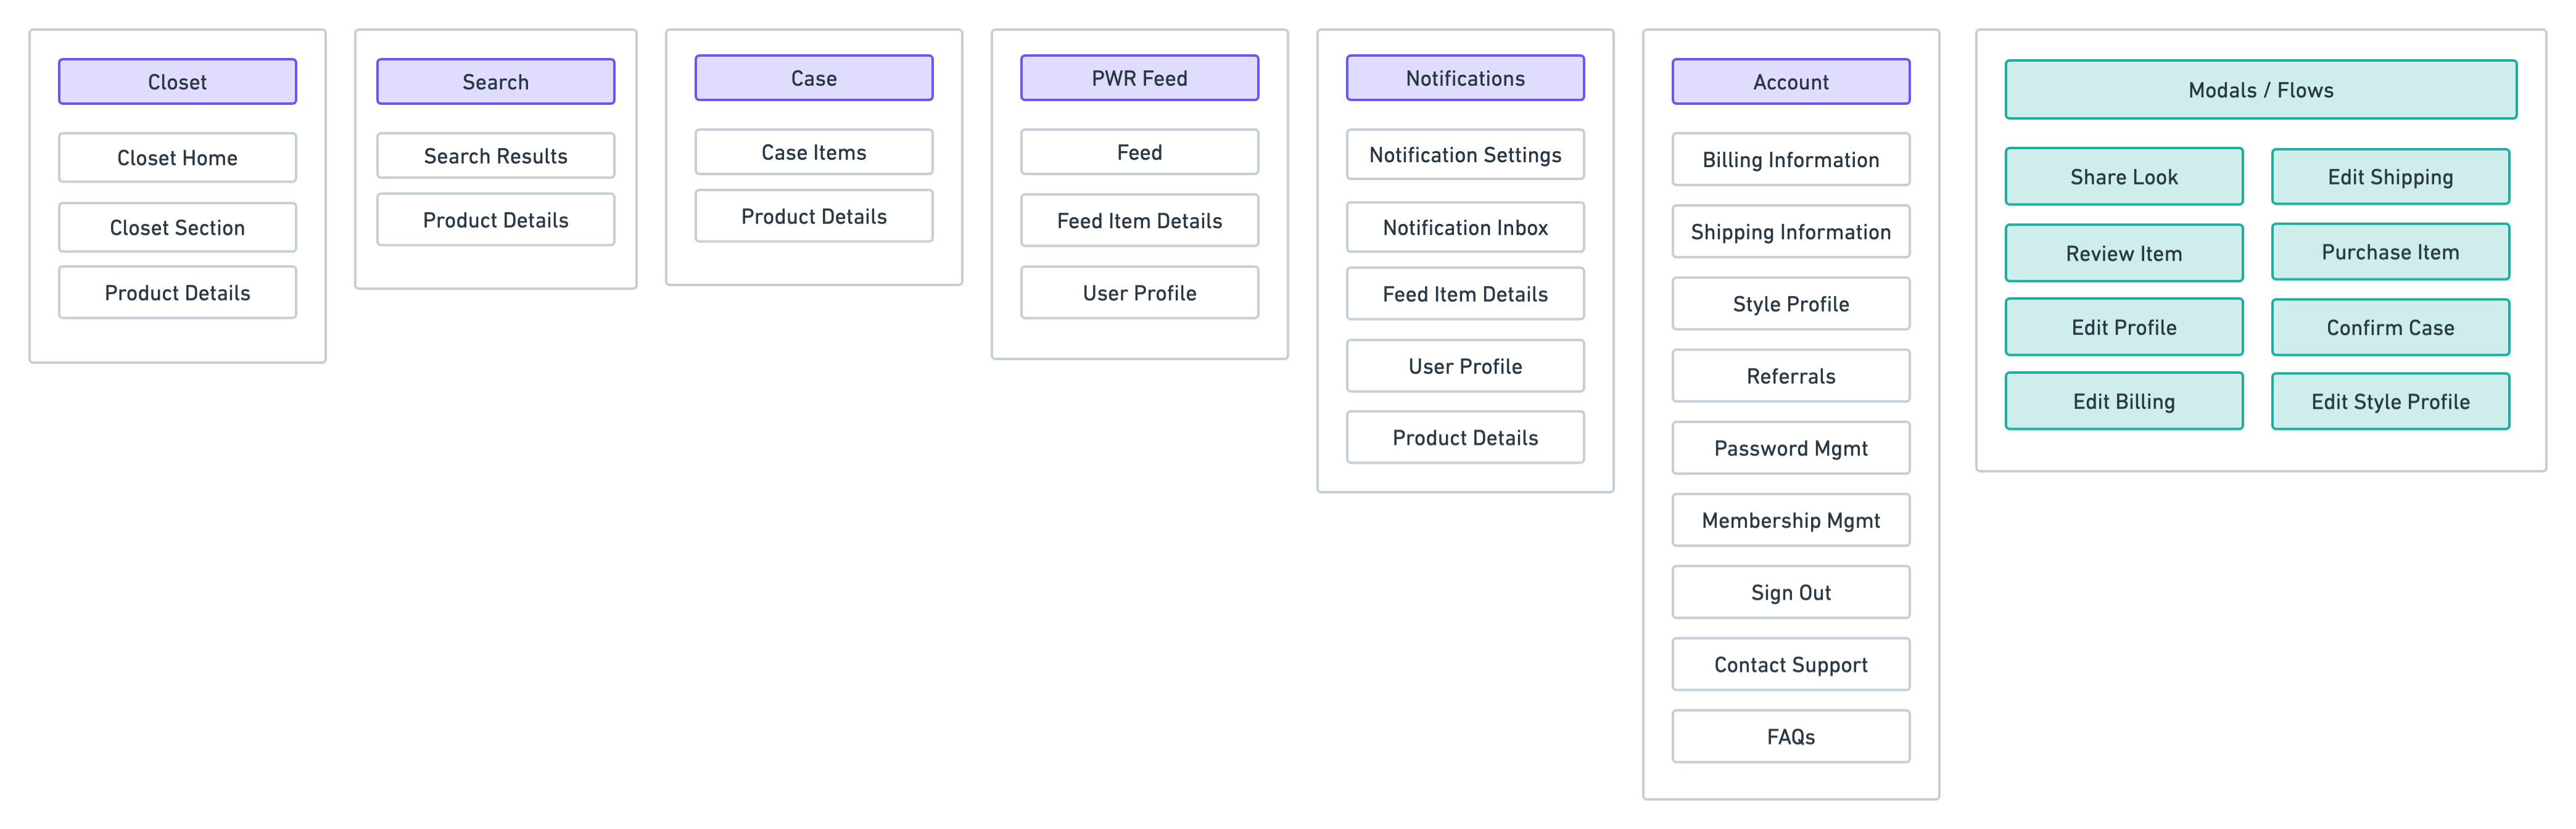 Closet
Closet Home
Closet Section
Product Details
Search
Search Results
Product Details
Case
Case Items
Product Details
PWR Feed
Feed
Feed Item Details
User Profile
Notifications
Notification Settings
Notification Inbox
Feed Item Details
User Profile
Product Details
Account
Billing Information
Shipping Information
Style Profile
Referrals
Password Mgmt
Membership Mgmt
Sign Out
Contact Support
FAQs
Modals / Flows
Share Look
Edit Shipping
Review Item
Purchase Item
Edit Profile
Confirm Case
Edit Billing
Edit Style Profile